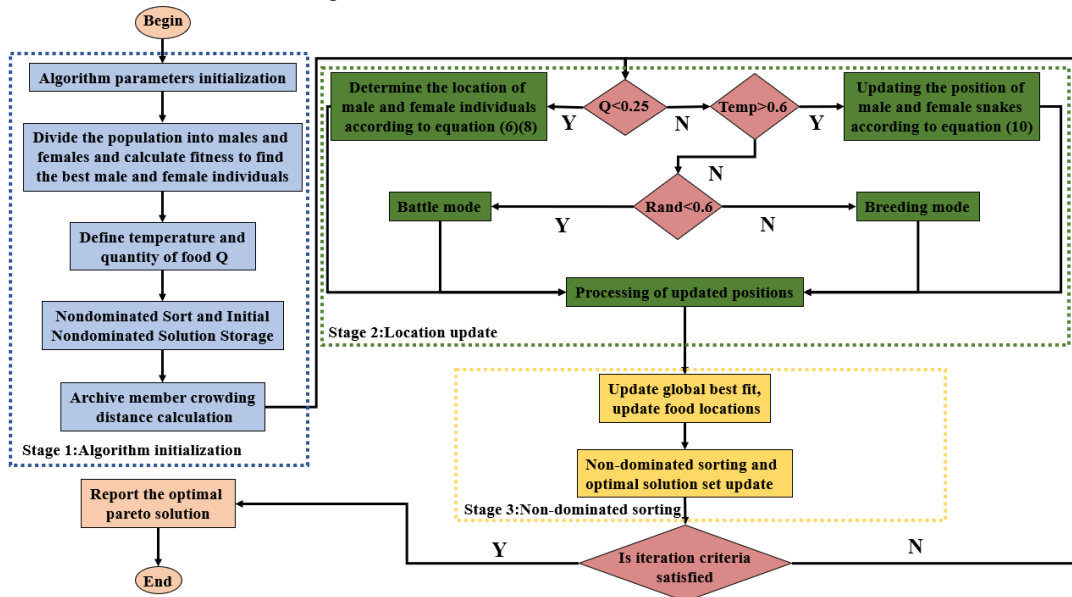 Begin
Algorithm parameters initialization
Divide the population into males and
females and calculate fitness to find
the best male and female individuals
Define temperature and
quantity of food Q
Nondominated Sort and Initial
Nondominated Solution Storage
Archive member crowding
distance calculation
Stage 1:Algorithm initialization
Determine the location of
male and female individuals
according to equation (6)(8)
Y
Q<0.25
N
Temp>0.6
Y
Updating the position of
male and female snakes
according to equation (10)
N
Battle mode
Y
Rand<0.6
N
Breeding mode
Processing of updated positions
Stage 2:Location update
Update global best fit,
update food locations
Non-dominated sorting and
optimal solution set update
Stage 3:Non-dominated sorting
Is iteration criteria
satisfied
Y
N
Report the optimal
pareto solution
End